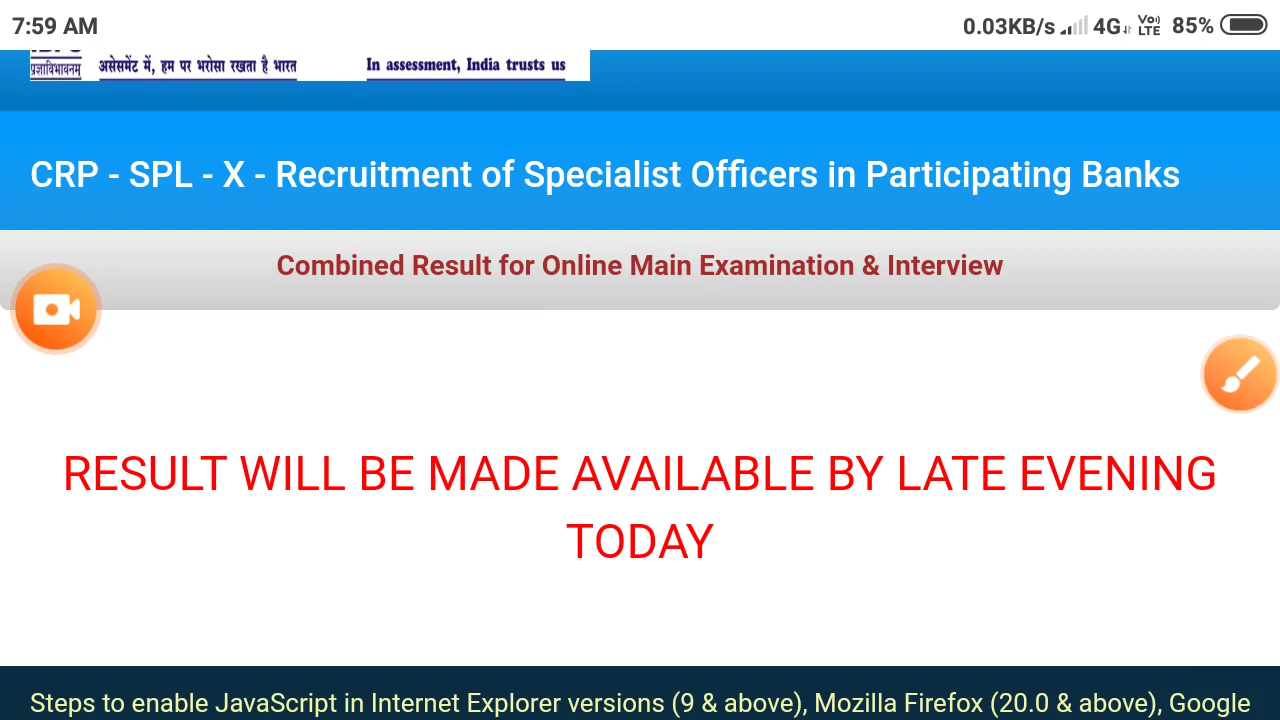 7:59 AM 0.03KB/s 4G Vo)) LTE 85%
प्रज्ञाविभावनम् असेसमेंट में, हम पर भरोसा रखता है भारत In assessment, India trusts us
CRP - SPL - X - Recruitment of Specialist Officers in Participating Banks
Combined Result for Online Main Examination & Interview
RESULT WILL BE MADE AVAILABLE BY LATE EVENING
TODAY
Steps to enable JavaScript in Internet Explorer versions (9 & above), Mozilla Firefox (20.0 & above), Google